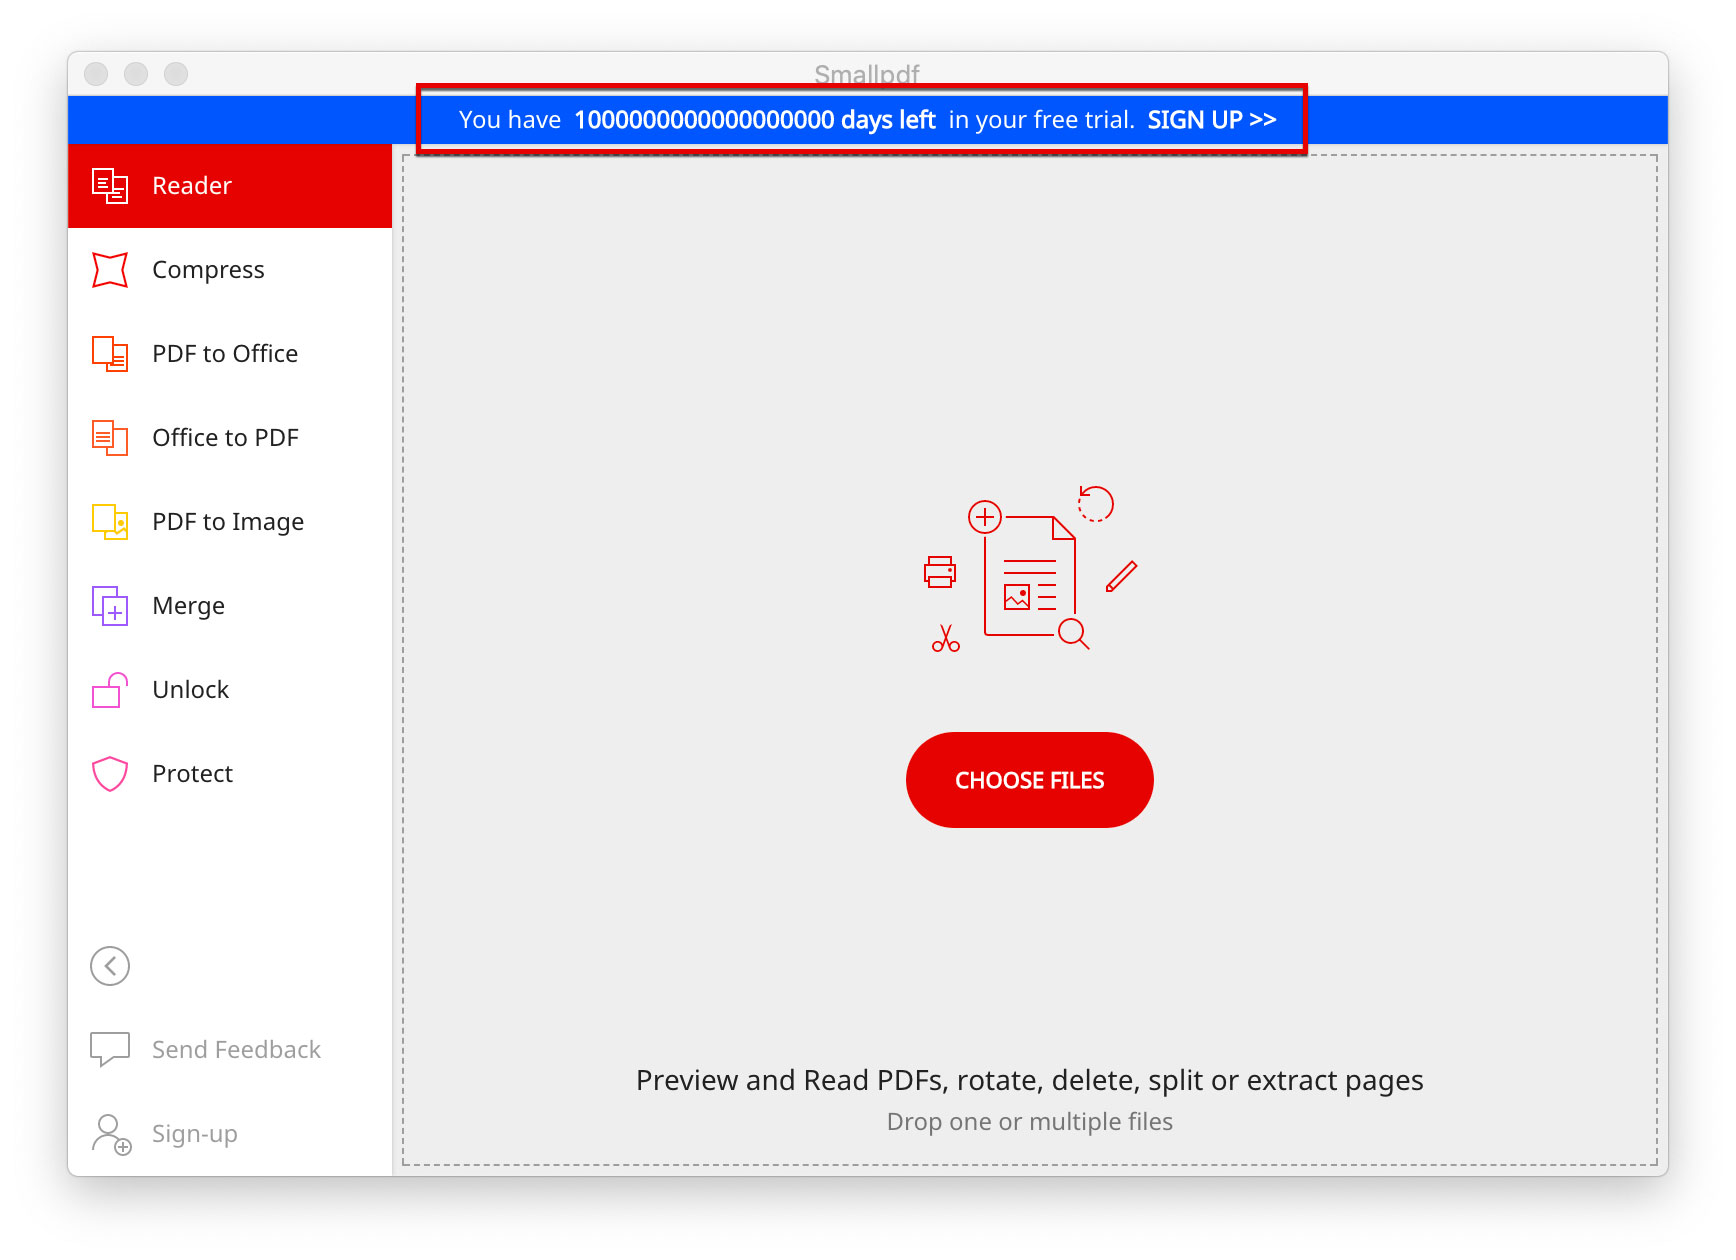 Smallpdf
You have 1000000000000000000 days left in your free trial. SIGN UP >>
Reader
Compress
PDF to Office
Office to PDF
PDF to Image
Merge
Unlock
Protect
Send Feedback
Sign-up
CHOOSE FILES
Preview and Read PDFs, rotate, delete, split or extract pages
Drop one or multiple files